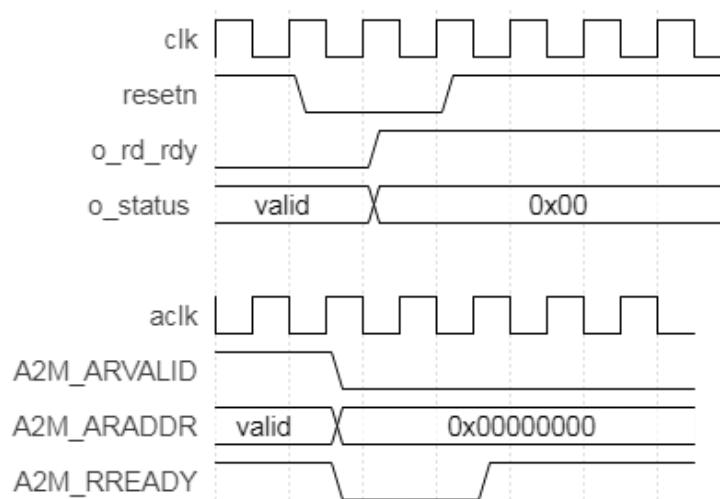 clk
resetn
o_rd_rdy
o_status valid 0x00
aclk
A2M_ARVALID
A2M_ARADDR valid 0x00000000
A2M_RREADY